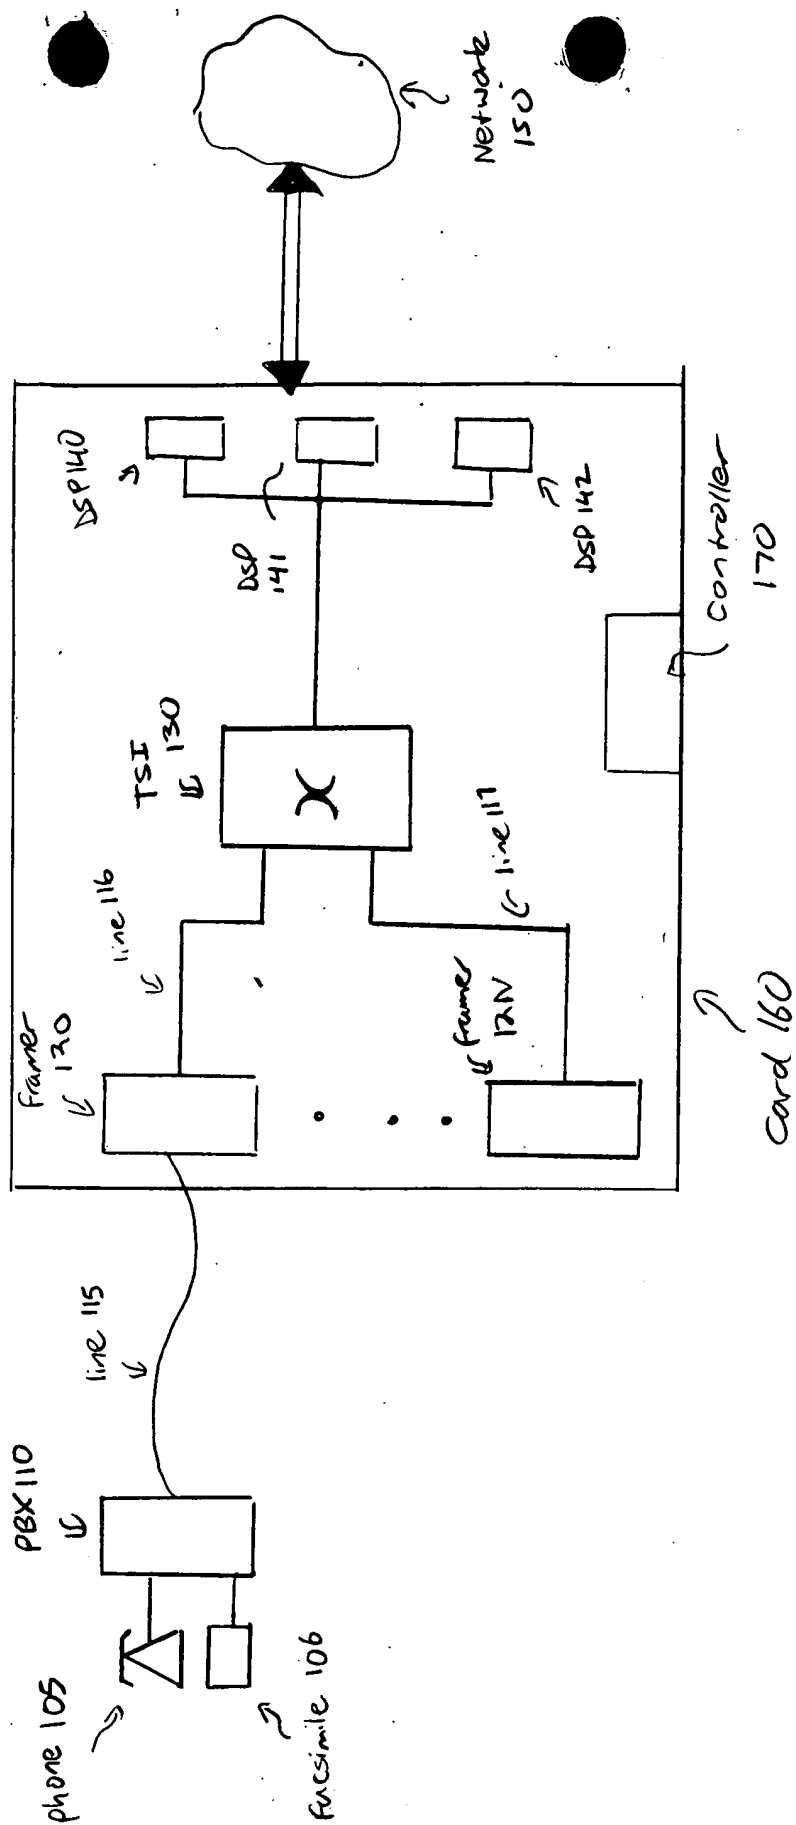 phone 105
facsimile 106
PBX 110
line 115
Framer
120
framer
12N
Card 160
line 116
line 117
TSI
130
DSP 140
DSP
141
DSP 142
Controller
170
Network
150